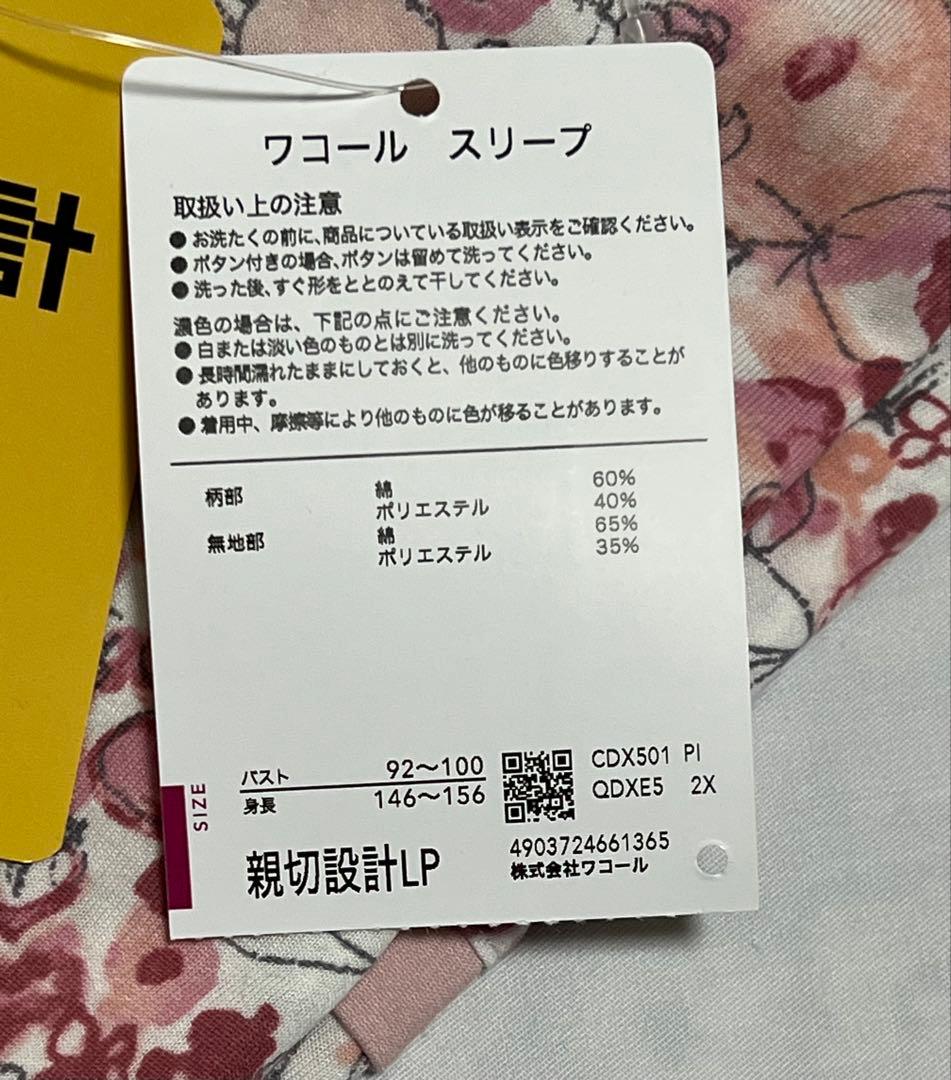 計
ワコール スリープ
取扱い上の注意
●お洗たくの前に、商品についている取扱い表示をご確認ください。
●ボタン付きの場合、ボタンは留めて洗ってください。
●洗った後、すぐ形をととのえて干してください。
濃色の場合は、下記の点にご注意ください。
●白または淡い色のものとは別に洗ってください。
●長時間濡れたままにしておくと、他のものに色移りすることが
あります。
●着用中、摩擦等により他のものに色が移ることがあります。
柄部 綿 60%
ポリエステル 40%
無地部 綿 65%
ポリエステル 35%
SIZE
バスト 92～100
身長 146～156
親切設計LP
CDX501 PI
QDXE5 2X
4903724661365
株式会社ワコール